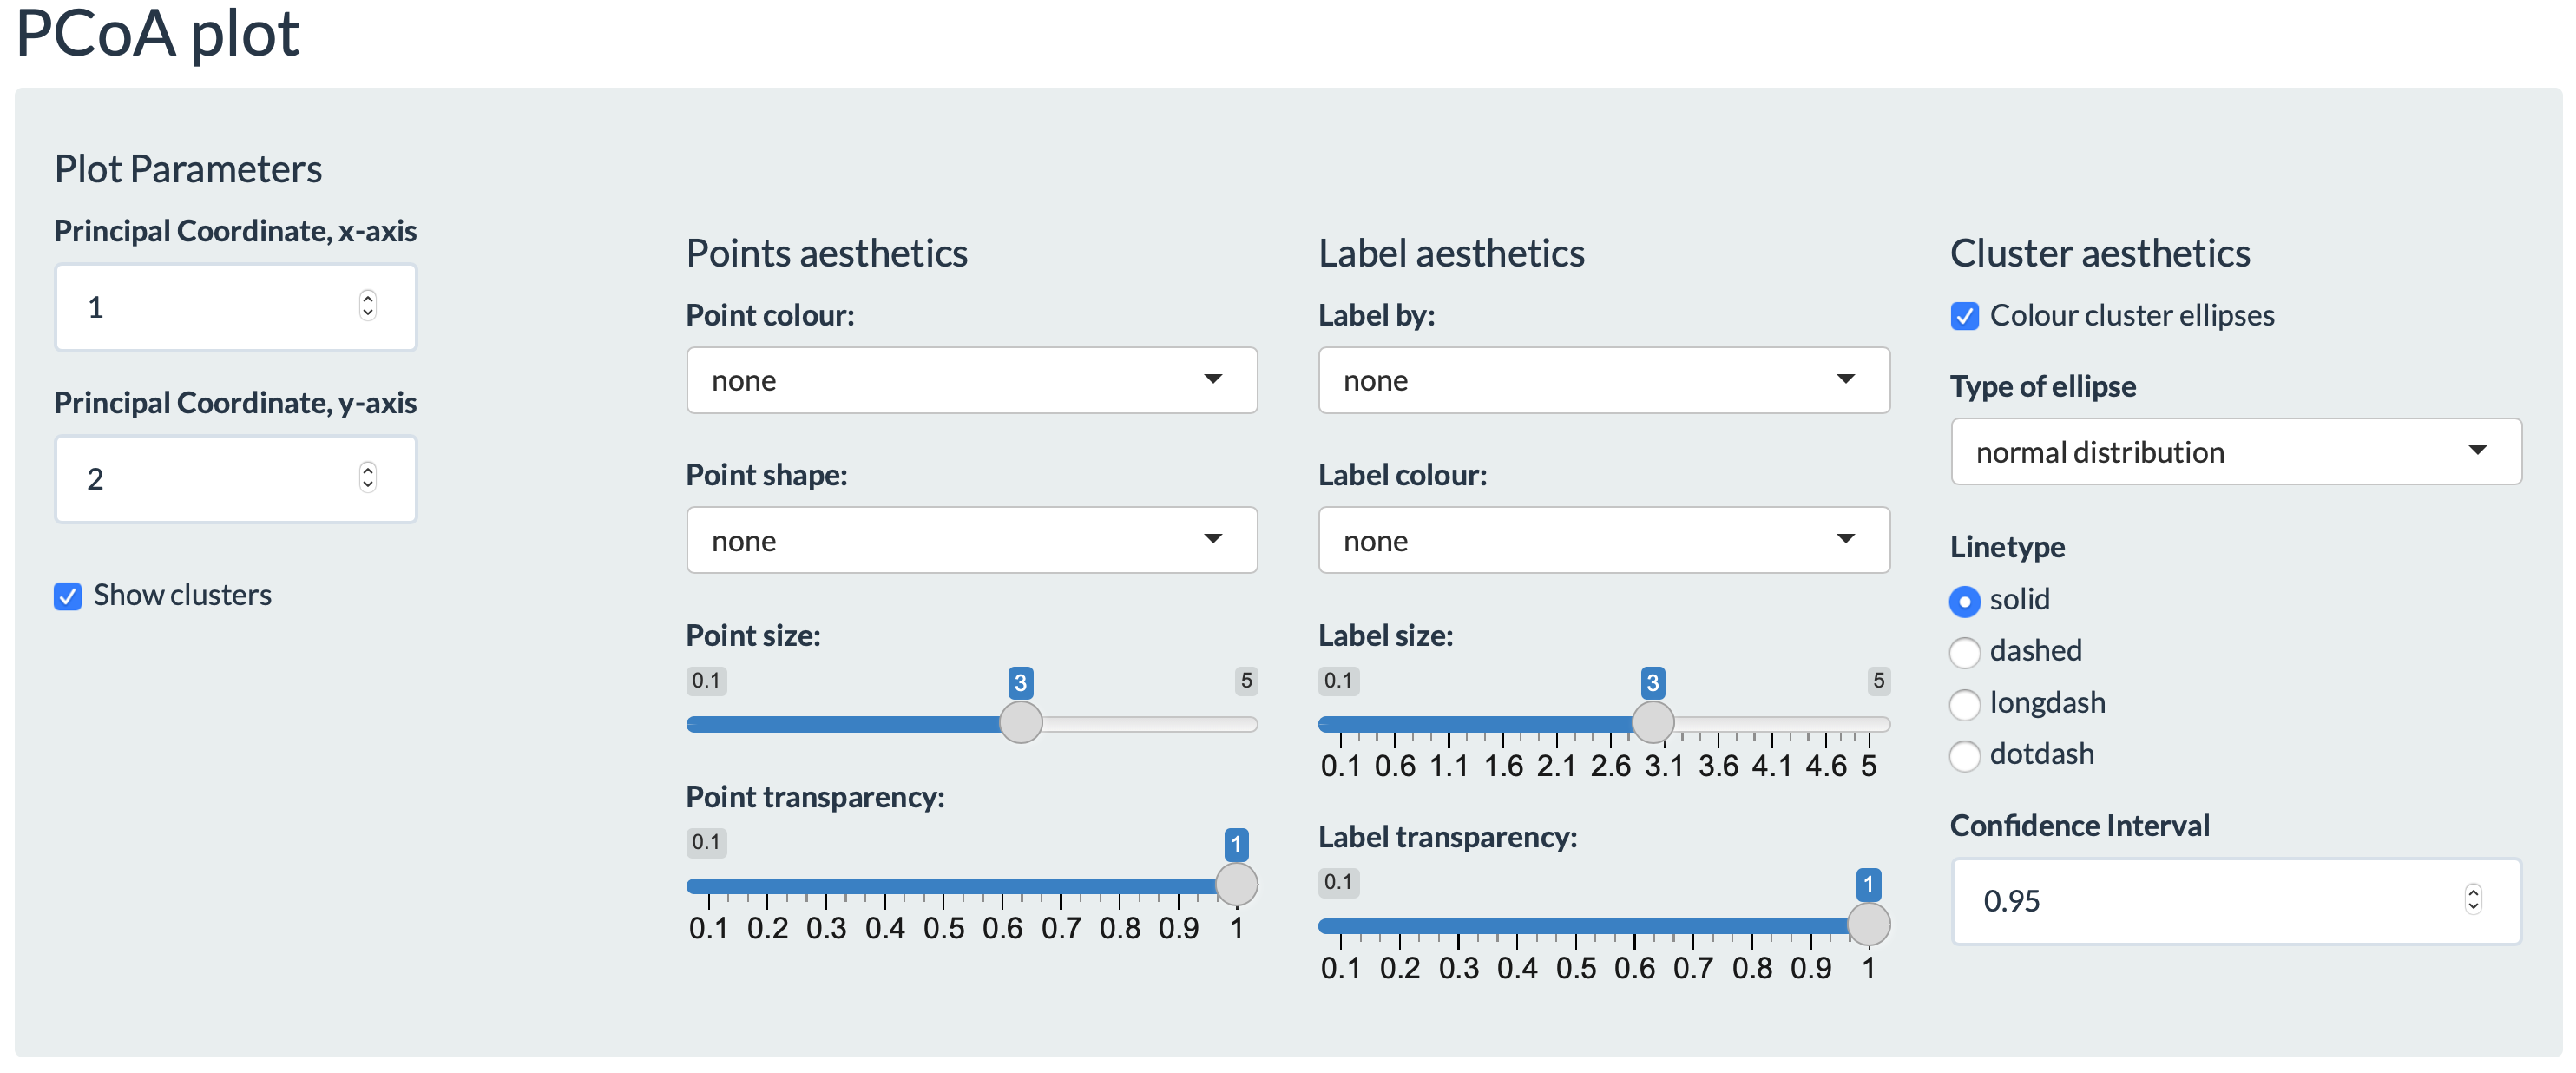 PCoA plot
Plot Parameters
Principal Coordinate, x-axis
1
Principal Coordinate, y-axis
2
Show clusters
Points aesthetics
Point colour:
none
Point shape:
none
Point size:
0.1 3 5
Point transparency:
0.1 1
0.1 0.2 0.3 0.4 0.5 0.6 0.7 0.8 0.9 1
Label aesthetics
Label by:
none
Label colour:
none
Label size:
0.1 3 5
0.1 0.6 1.1 1.6 2.1 2.6 3.1 3.6 4.1 4.6 5
Label transparency:
0.1 1
0.1 0.2 0.3 0.4 0.5 0.6 0.7 0.8 0.9 1
Cluster aesthetics
Colour cluster ellipses
Type of ellipse
normal distribution
Linetype
solid
dashed
longdash
dotdash
Confidence Interval
0.95